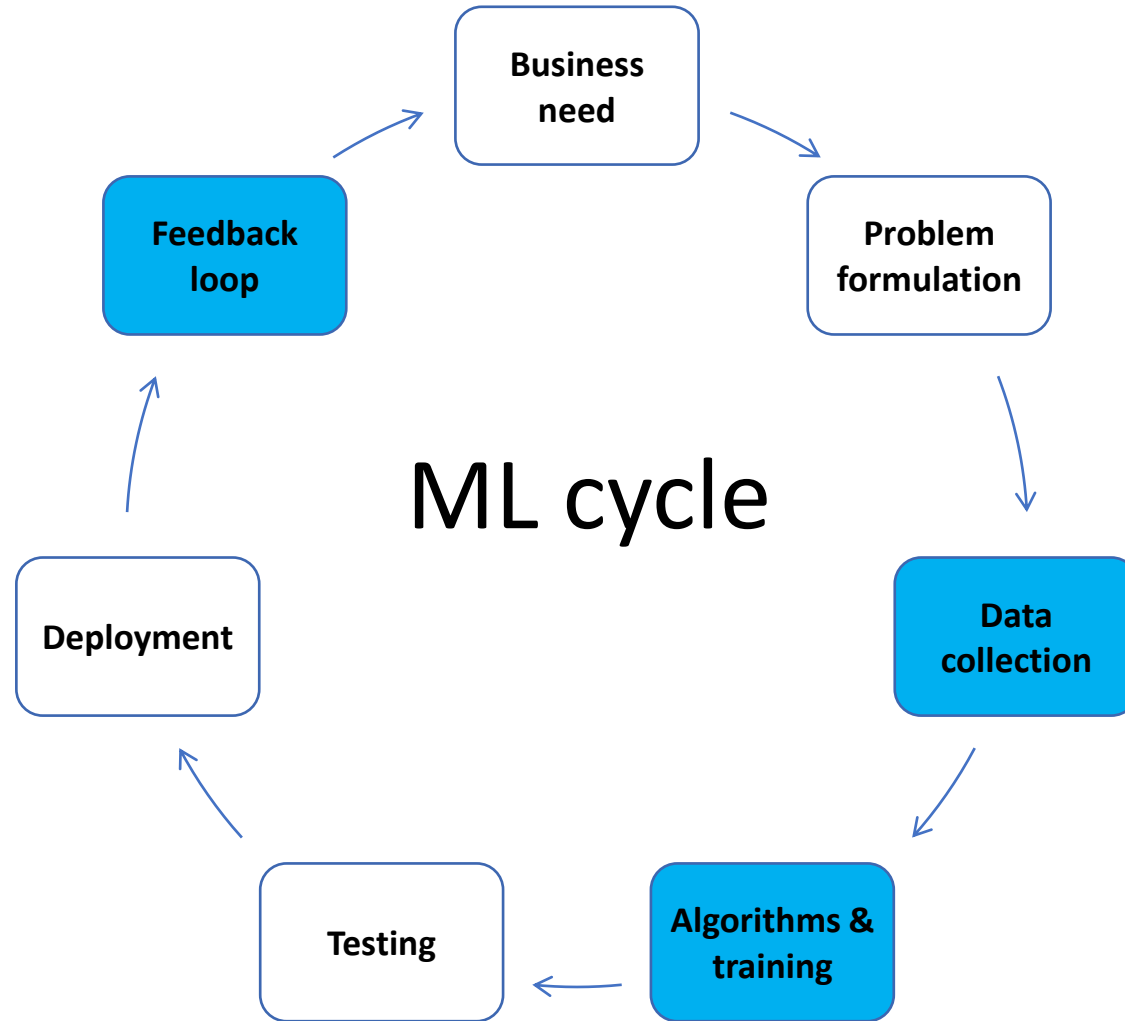 Business
need
Problem
formulation
Data
collection
Algorithms &
training
Testing
Deployment
Feedback
loop
ML cycle